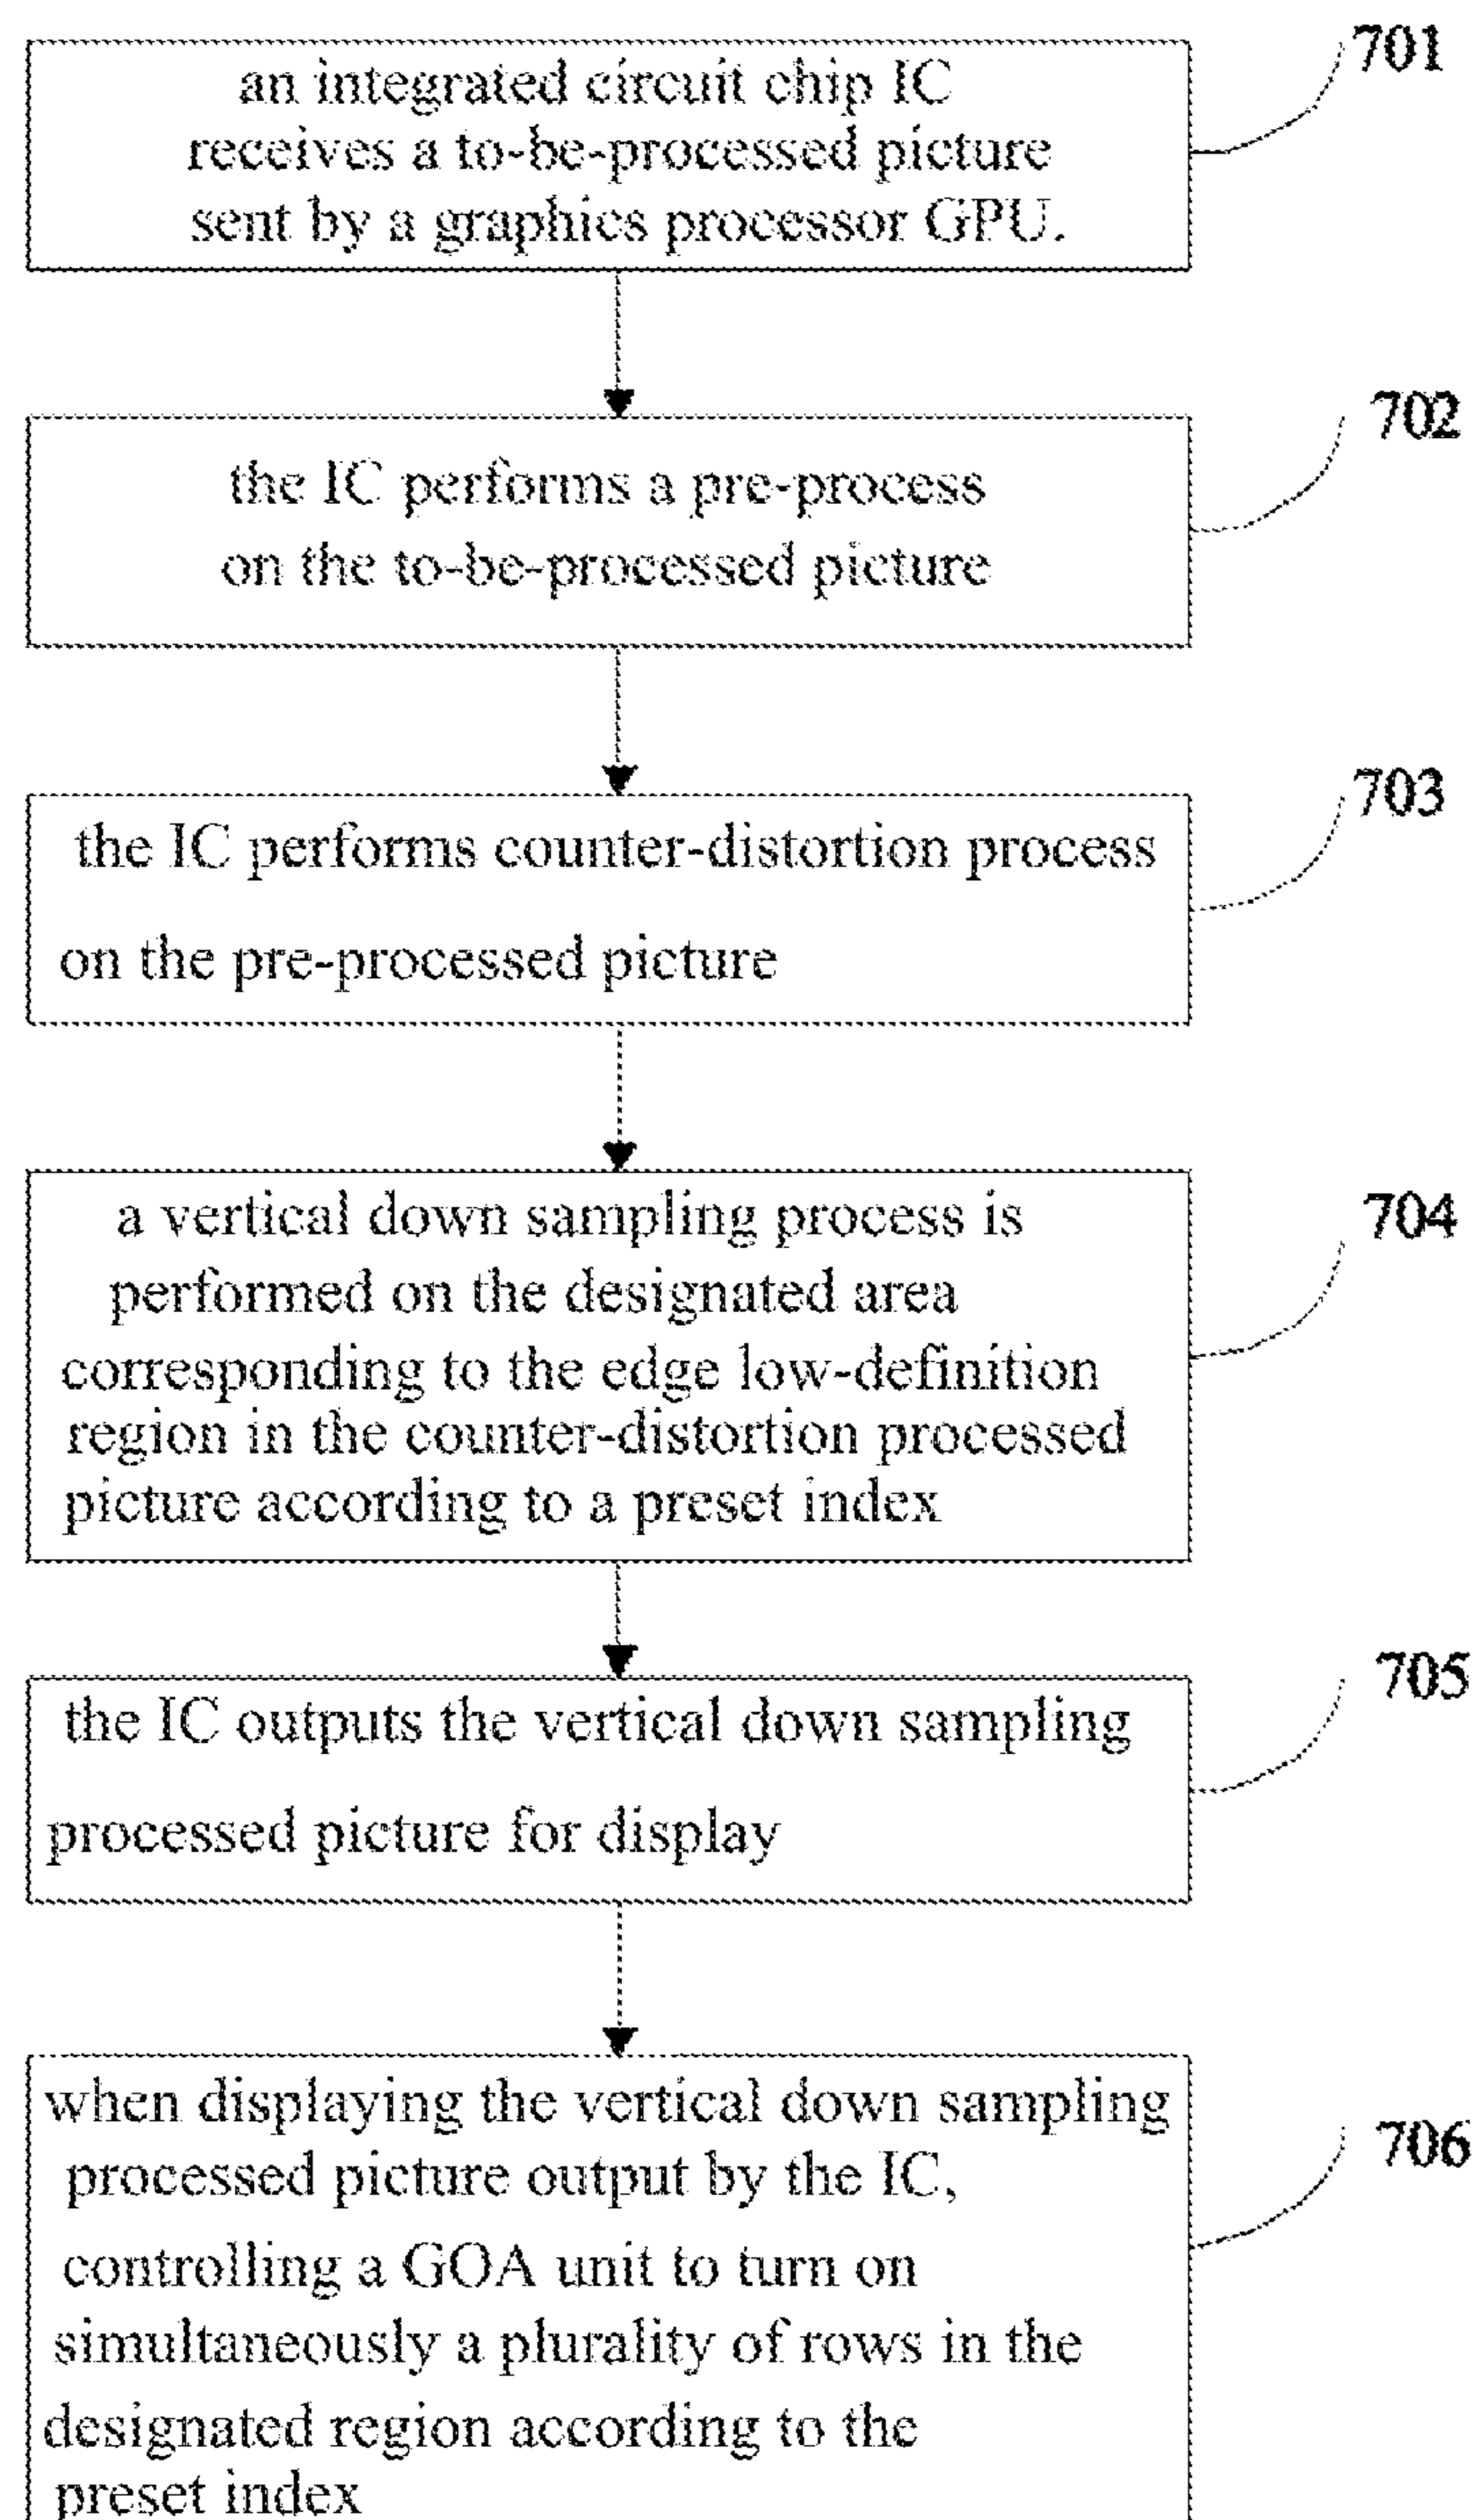 701
an integrated circuit chip IC
receives a to-be-processed picture
sent by a graphics processor GPU.
702
the IC performs a pre-process
on the to-be-processed picture
703
the IC performs counter-distortion process
on the pre-processed picture
704
a vertical down sampling process is
performed on the designated area
corresponding to the edge low-definition
region in the counter-distortion processed
picture according to a preset index
705
the IC outputs the vertical down sampling
processed picture for display
when displaying the vertical down sampling
706
processed picture output by the IC,
controlling a GOA unit to turn on
simultaneously a plurality of rows in the
designated region according to the
preset index